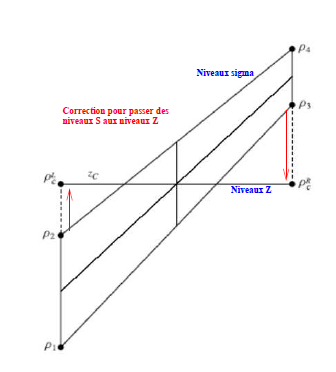 ρ₄
Niveaux sigma
ρ₃
Correction pour passer des
niveaux S aux niveaux Z
ρ_c^L z_C
Niveaux Z ρ_c^R
ρ₂
ρ₁